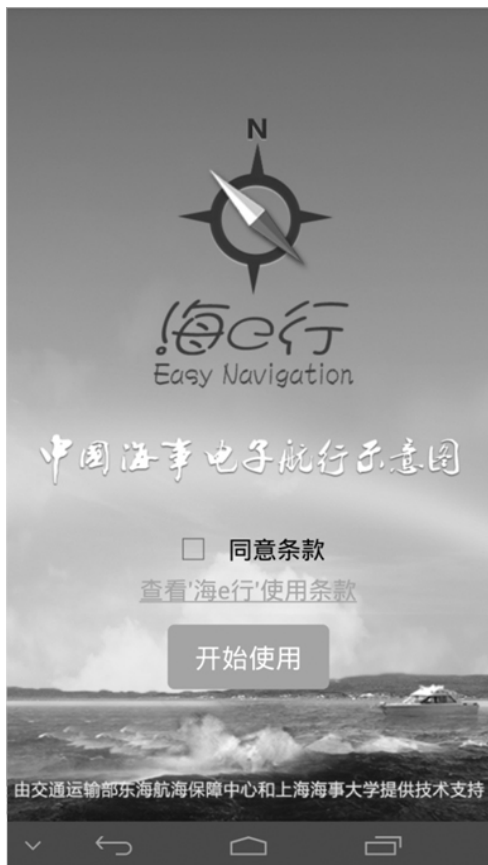 N
海e行
Easy Navigation
中国海事电子航行示意图
同意条款
查看'海e行'使用条款
开始使用
由交通运输部东海航海保障中心和上海海事大学提供技术支持